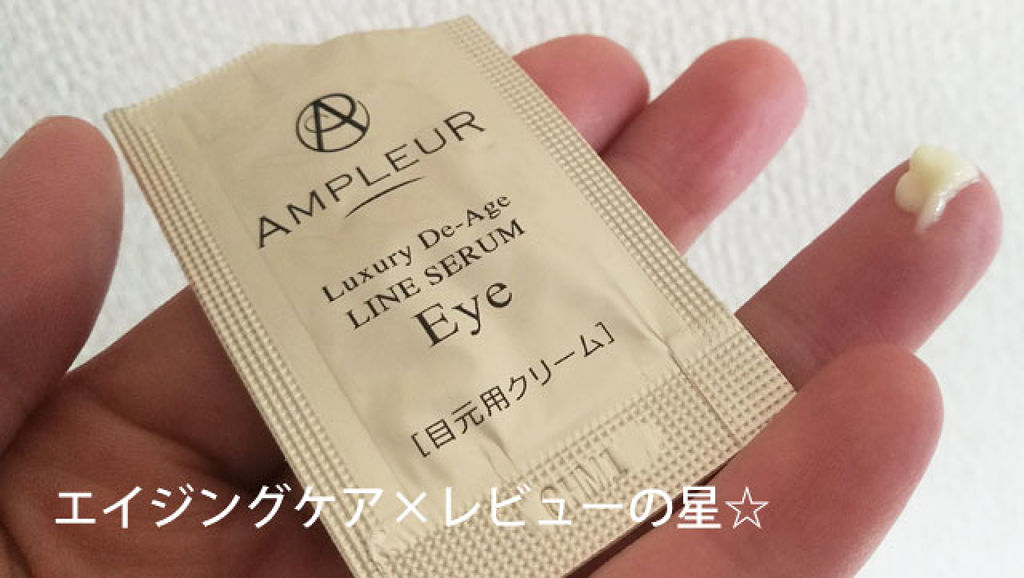 AMPLEUR
Luxury De-Age
LINE SERUM
Eye
[目元用クリーム]
エイジングケア×レビューの星☆